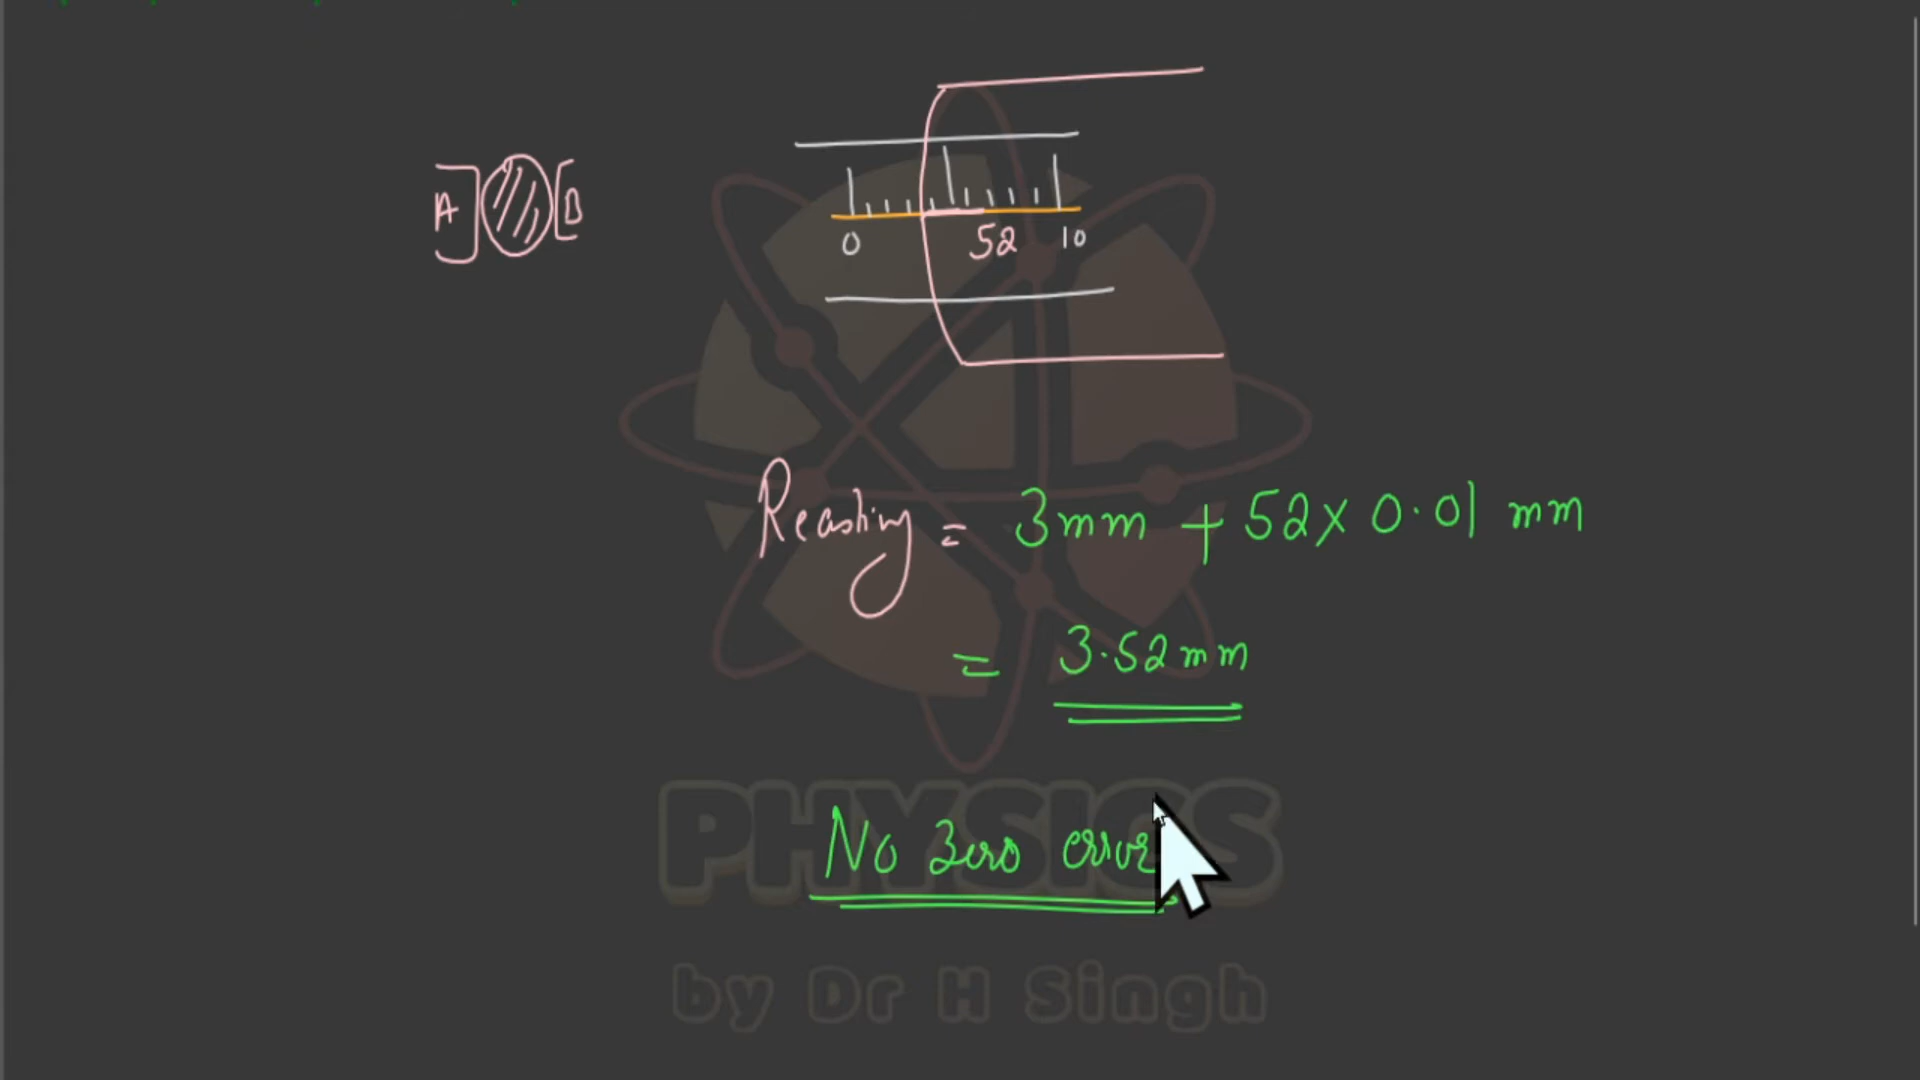 A B
0 52 10
Reading = 3mm + 52 × 0.01 mm
= 3.52 mm
No Zero error
PHYSICS
by Dr H Singh